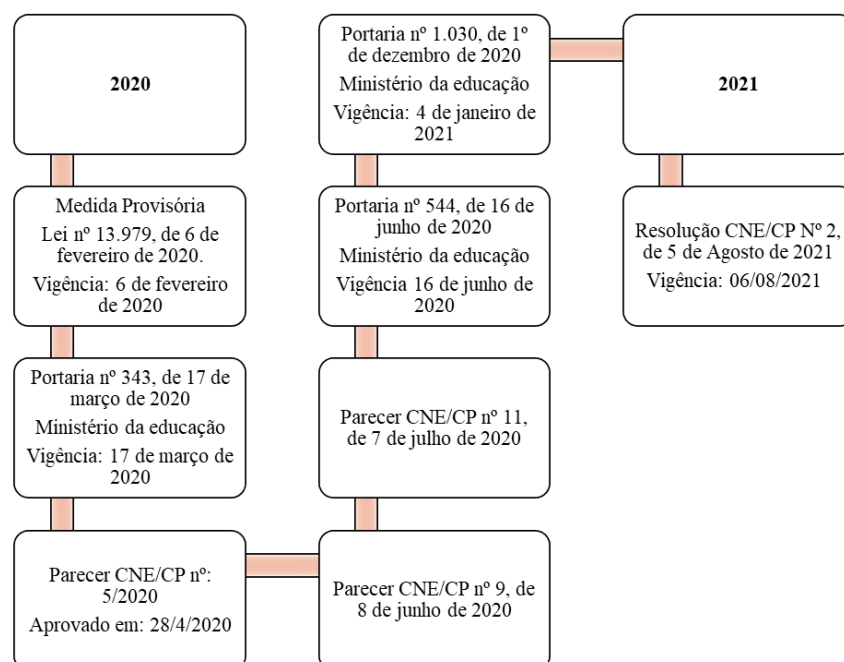 2020
Medida Provisória
Lei nº 13.979, de 6 de
fevereiro de 2020.
Vigência: 6 de fevereiro
de 2020
Portaria nº 343, de 17 de
março de 2020
Ministério da educação
Vigência: 17 de março de
2020
Parecer CNE/CP nº:
5/2020
Aprovado em: 28/4/2020
Parecer CNE/CP nº 9, de
8 de junho de 2020
Parecer CNE/CP nº 11,
de 7 de julho de 2020
Portaria nº 544, de 16 de
junho de 2020
Ministério da educação
Vigência 16 de junho de
2020
Portaria nº 1.030, de 1º
de dezembro de 2020
Ministério da educação
Vigência: 4 de janeiro de
2021
2021
Resolução CNE/CP Nº 2,
de 5 de Agosto de 2021
Vigência: 06/08/2021